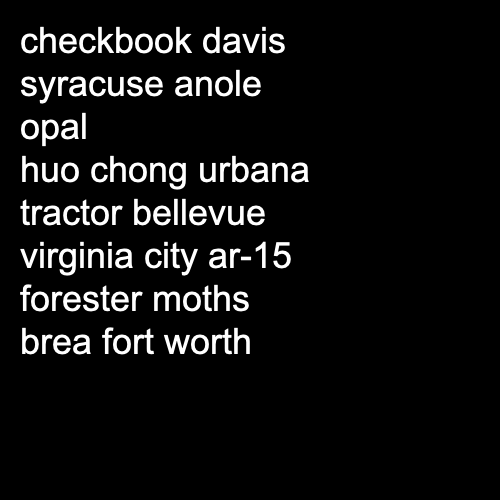 checkbook davis
syracuse anole
opal
huo chong urbana
tractor bellevue
virginia city ar-15
forester moths
brea fort worth